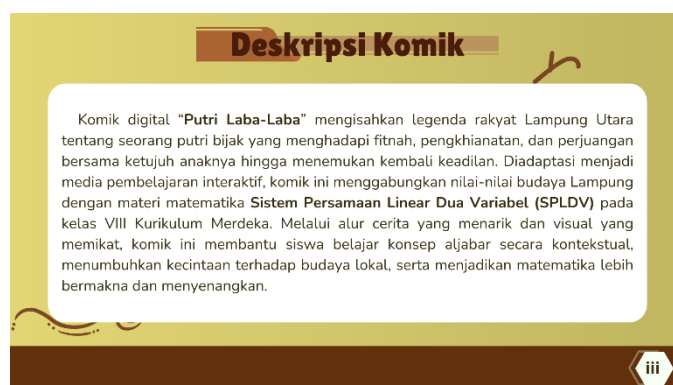 Deskripsi Komik
Komik digital “Putri Laba-Laba” mengisahkan legenda rakyat Lampung Utara
tentang seorang putri bijak yang menghadapi fitnah, pengkhianatan, dan perjuangan
bersama ketujuh anaknya hingga menemukan kembali keadilan. Diadaptasi menjadi
media pembelajaran interaktif, komik ini menggabungkan nilai-nilai budaya Lampung
dengan materi matematika Sistem Persamaan Linear Dua Variabel (SPLDV) pada
kelas VIII Kurikulum Merdeka. Melalui alur cerita yang menarik dan visual yang
memikat, komik ini membantu siswa belajar konsep aljabar secara kontekstual,
menumbuhkan kecintaan terhadap budaya lokal, serta menjadikan matematika lebih
bermakna dan menyenangkan.
iii